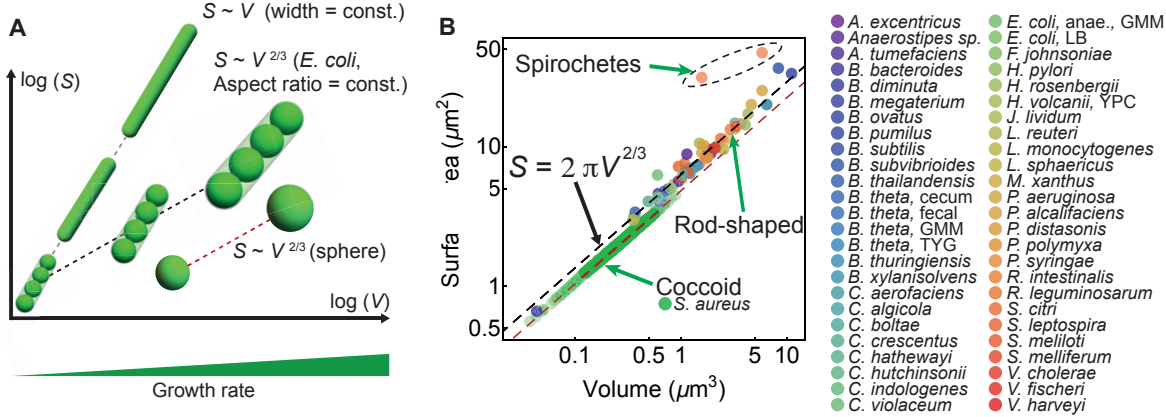 A
S ~ V (width = const.)
S ~ V 2/3 (E. coli,
Aspect ratio = const.)
log (S)
S ~ V 2/3 (sphere)
log (V)
Growth rate
B
50
10
5
1
0.5
Surfa
ea (μm²)
Spirochetes
S = 2 πV2/3
Rod-shaped
Coccoid
S. aureus
0.1
0.5
1
5
10
Volume (μm³)
A. excentricus
Anaerostipes sp.
A. tumefaciens
B. bacteroides
B. diminuta
B. megaterium
B. ovatus
B. pumilus
B. subtilis
B. subvibrioides
B. thailandensis
B. theta, cecum
B. theta, fecal
B. theta, GMM
B. theta, TYG
B. thuringiensis
B. xylanisolvens
C. aerofaciens
C. algicola
C. boltae
C. crescentus
C. hathewayi
C. hutchinsonii
C. indologenes
C. violaceum
E. coli, anae., GMM
E. coli, LB
F. johnsoniae
H. pylori
H. rosenbergii
H. volcanii, YPC
J. lividum
L. reuteri
L. monocytogenes
L. sphaericus
M. xanthus
P. aeruginosa
P. alcalifaciens
P. distasonis
P. polymyxa
P. syringae
R. intestinalis
R. leguminosarum
S. citri
S. leptospira
S. meliloti
S. melliferum
V. cholerae
V. fischeri
V. harveyi